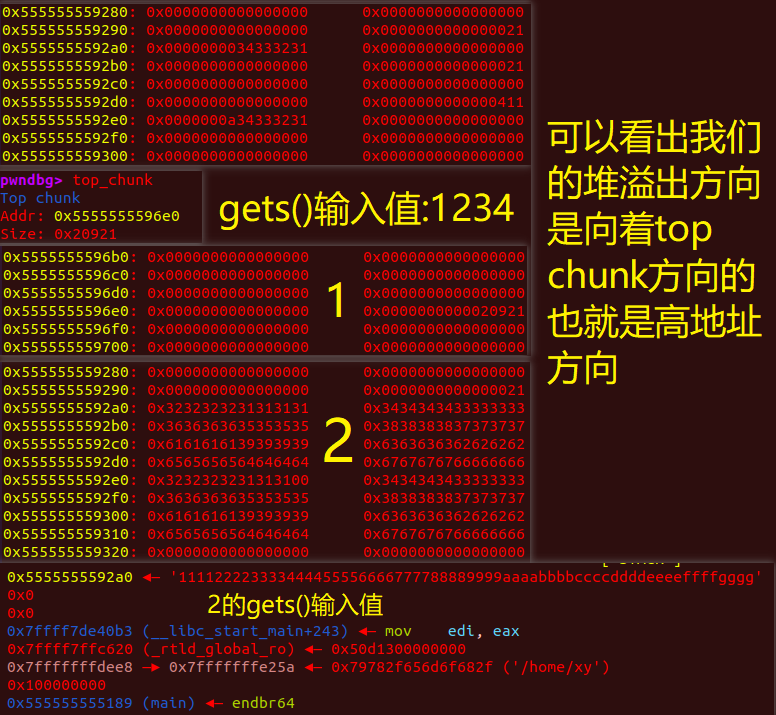 0x555555559280: 0x0000000000000000 0x0000000000000000
0x555555559290: 0x0000000000000000 0x0000000000000021
0x5555555592a0: 0x0000000034333231 0x0000000000000000
0x5555555592b0: 0x0000000000000000 0x0000000000000021
0x5555555592c0: 0x0000000000000000 0x0000000000000000
0x5555555592d0: 0x0000000000000000 0x0000000000000411
0x5555555592e0: 0x0000000a34333231 0x0000000000000000
0x5555555592f0: 0x0000000000000000 0x0000000000000000
0x555555559300: 0x0000000000000000 0x0000000000000000
pwndbg> top_chunk
Top chunk
Addr: 0x5555555596e0
Size: 0x20921
gets()输入值:1234
可以看出我们
的堆溢出方向
是向着top
chunk方向的
也就是高地址
方向
0x5555555596b0: 0x0000000000000000 0x0000000000000000
0x5555555596c0: 0x0000000000000000 0x0000000000000000
0x5555555596d0: 0x0000000000000000 0x0000000000000000
0x5555555596e0: 0x0000000000000000 0x0000000000020921
0x5555555596f0: 0x0000000000000000 0x0000000000000000
0x555555559700: 0x0000000000000000 0x0000000000000000
1
0x555555559280: 0x0000000000000000 0x0000000000000000
0x555555559290: 0x0000000000000000 0x0000000000000021
0x5555555592a0: 0x3232323231313131 0x3434343433333333
0x5555555592b0: 0x3636363635353535 0x3838383837373737
0x5555555592c0: 0x6161616139393939 0x6363636362626262
0x5555555592d0: 0x6565656564646464 0x6767676766666666
0x5555555592e0: 0x3232323231313100 0x3434343433333333
0x5555555592f0: 0x3636363635353535 0x3838383837373737
0x555555559300: 0x6161616139393939 0x6363636362626262
0x555555559310: 0x6565656564646464 0x6767676766666666
0x555555559320: 0x0000000000000000 0x0000000000000000
2
0x5555555592a0 ◂— '1111222233334444555566667777888899999aaaabbbbccccddddeeeeffffgggg'
0x0
0x0
2的gets()输入值
0x7ffff7de40b3 (__libc_start_main+243) ◂— mov edi, eax
0x7ffff7ffc620 (_rtld_global_ro) ◂— 0x50d1300000000
0x7fffffffdee8 —▸ 0x7fffffffe25a ◂— 0x79782f656d6f682f ('/home/xy')
0x100000000
0x555555555189 (main) ◂— endbr64